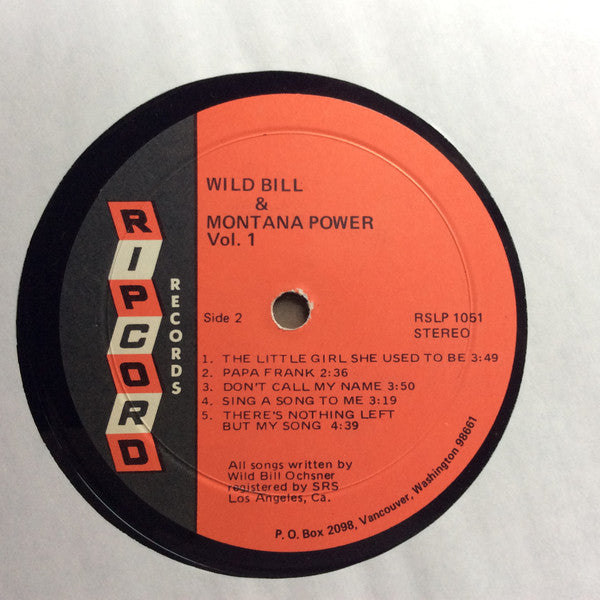 RIPCORD
RECORDS
WILD BILL
&
MONTANA POWER
Vol. 1
Side 2
RSLP 1051
STEREO
1. THE LITTLE GIRL SHE USED TO BE 3:49
2. PAPA FRANK 2:36
3. DON'T CALL MY NAME 3:50
4. SING A SONG TO ME 3:19
5. THERE'S NOTHING LEFT
BUT MY SONG 4:39
All songs written by
Wild Bill Ochsner
registered by SRS
Los Angeles, Ca.
P. O. Box 2098, Vancouver, Washington 98661